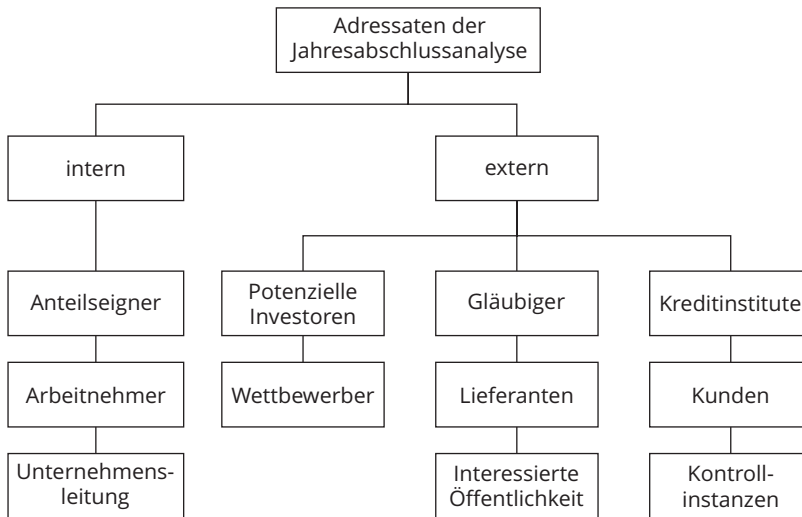 Adressaten der
Jahresabschlussanalyse
intern
extern
Anteilseigner
Potenzielle
Investoren
Gläubiger
Kreditinstitute
Arbeitnehmer
Wettbewerber
Lieferanten
Kunden
Unternehmens-
leitung
Interessierte
Öffentlichkeit
Kontroll-
instanzen